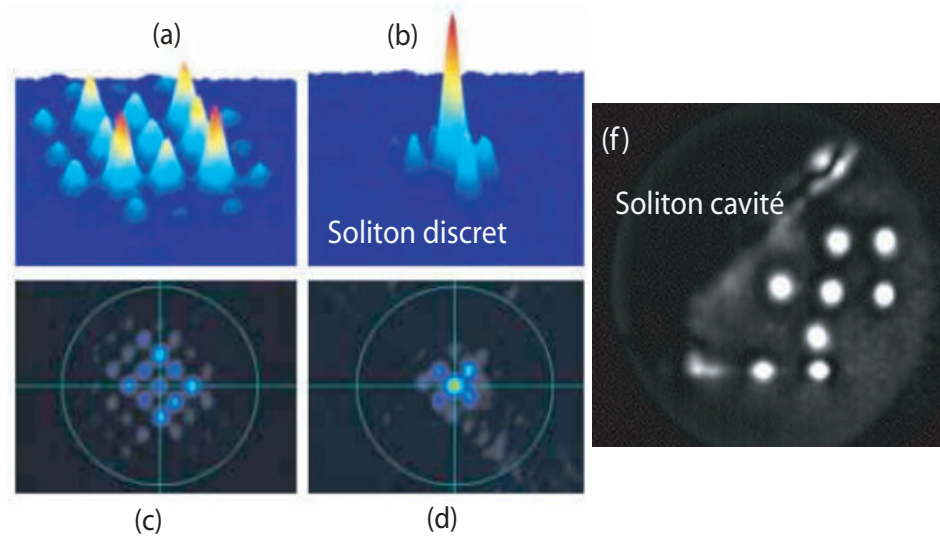 (a)
(b)
Soliton discret
(c)
(d)
(f)
Soliton cavité